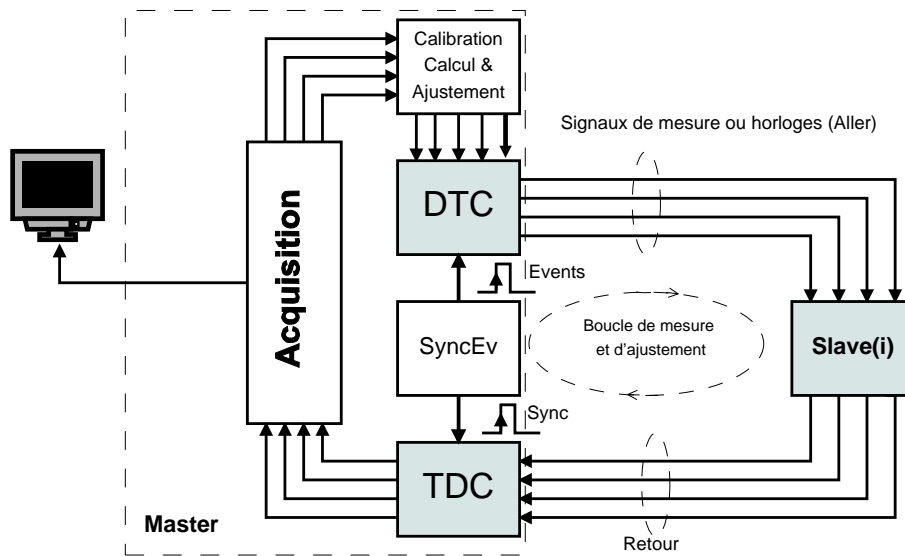 Calibration
Calcul &
Ajustement
Signaux de mesure ou horloges (Aller)
DTC
Acquisition
Events
SyncEv
Boucle de mesure
et d'ajustement
Slave(i)
Sync
TDC
Master
Retour